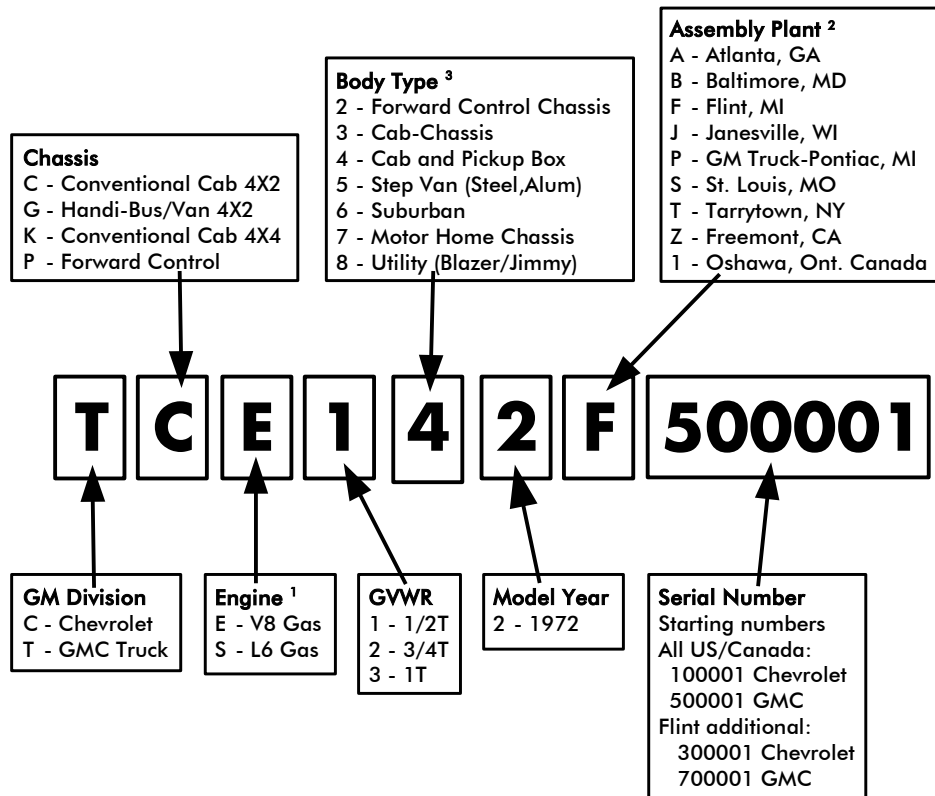 Assembly Plant ²
A - Atlanta, GA
B - Baltimore, MD
F - Flint, MI
J - Janesville, WI
P - GM Truck-Pontiac, MI
S - St. Louis, MO
T - Tarrytown, NY
Z - Freemont, CA
1 - Oshawa, Ont. Canada
Body Type ³
2 - Forward Control Chassis
3 - Cab-Chassis
4 - Cab and Pickup Box
5 - Step Van (Steel,Alum)
6 - Suburban
7 - Motor Home Chassis
8 - Utility (Blazer/Jimmy)
Chassis
C - Conventional Cab 4X2
G - Handi-Bus/Van 4X2
K - Conventional Cab 4X4
P - Forward Control
T C E 1 4 2 F 500001
GM Division
C - Chevrolet
T - GMC Truck
Engine ¹
E - V8 Gas
S - L6 Gas
GVWR
1 - 1/2T
2 - 3/4T
3 - 1T
Model Year
2 - 1972
Serial Number
Starting numbers
All US/Canada:
100001 Chevrolet
500001 GMC
Flint additional:
300001 Chevrolet
700001 GMC